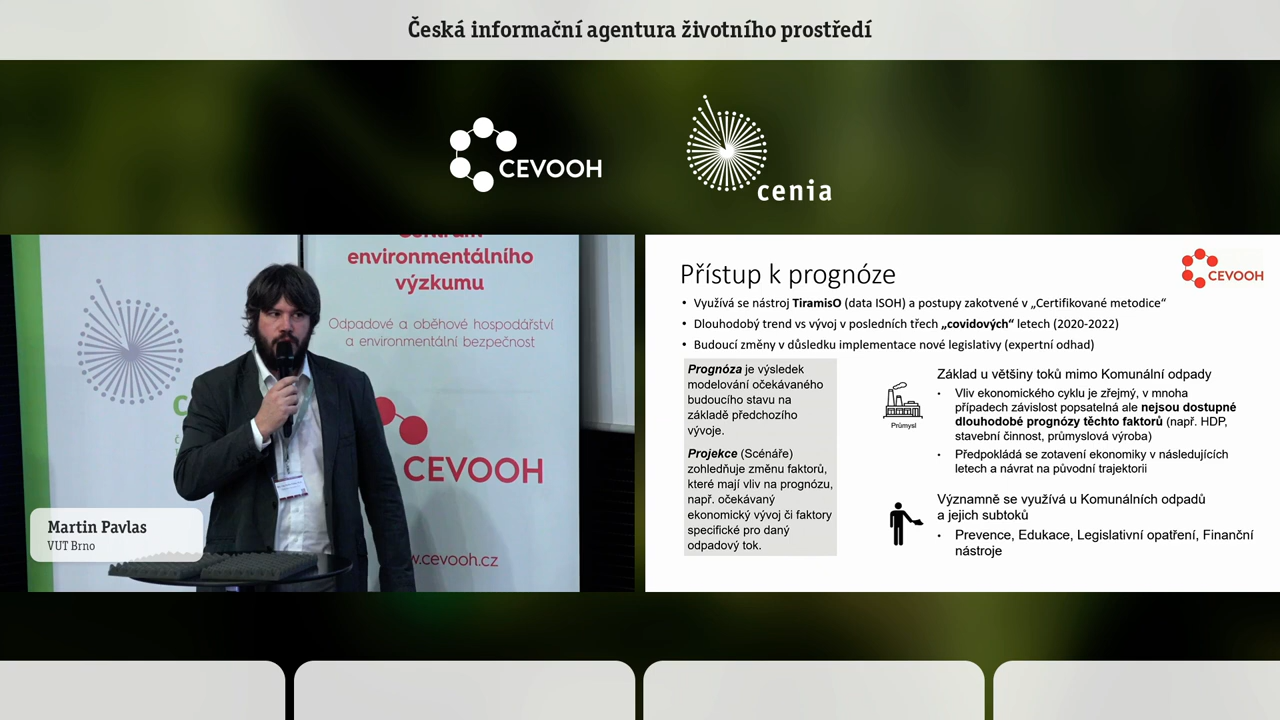 Česká informační agentura životního prostředí
CEVOOH
cenia
environmentálního
výzkumu
Odpadové a oběhové hospodářství
a environmentální bezpečnost
CEVOOH
.cevooh.cz
Martin Pavlas
VUT Brno
CEVOOH
Přístup k prognóze
• Využívá se nástroj TiramisO (data ISOH) a postupy zakotvené v „Certifikované metodice“
• Dlouhodobý trend vs vývoj v posledních třech „covidových“ letech (2020-2022)
• Budoucí změny v důsledku implementace nové legislativy (expertní odhad)
Prognóza je výsledek
modelování očekávaného
budoucího stavu na
základě předchozího
vývoje.
Projekce (Scénáře)
zohledňuje změnu faktorů,
které mají vliv na prognózu,
např. očekávaný
ekonomický vývoj či faktory
specifické pro daný
odpadový tok.
Průmysl
Základ u většiny toků mimo Komunální odpady
• Vliv ekonomického cyklu je zřejmý, v mnoha
případech závislost popsatelná ale nejsou dostupné
dlouhodobé prognózy těchto faktorů (např. HDP,
stavební činnost, průmyslová výroba)
• Předpokládá se zotavení ekonomiky v následujících
letech a návrat na původní trajektorii
Významně se využívá u Komunálních odpadů
a jejich subtoků
• Prevence, Edukace, Legislativní opatření, Finanční
nástroje